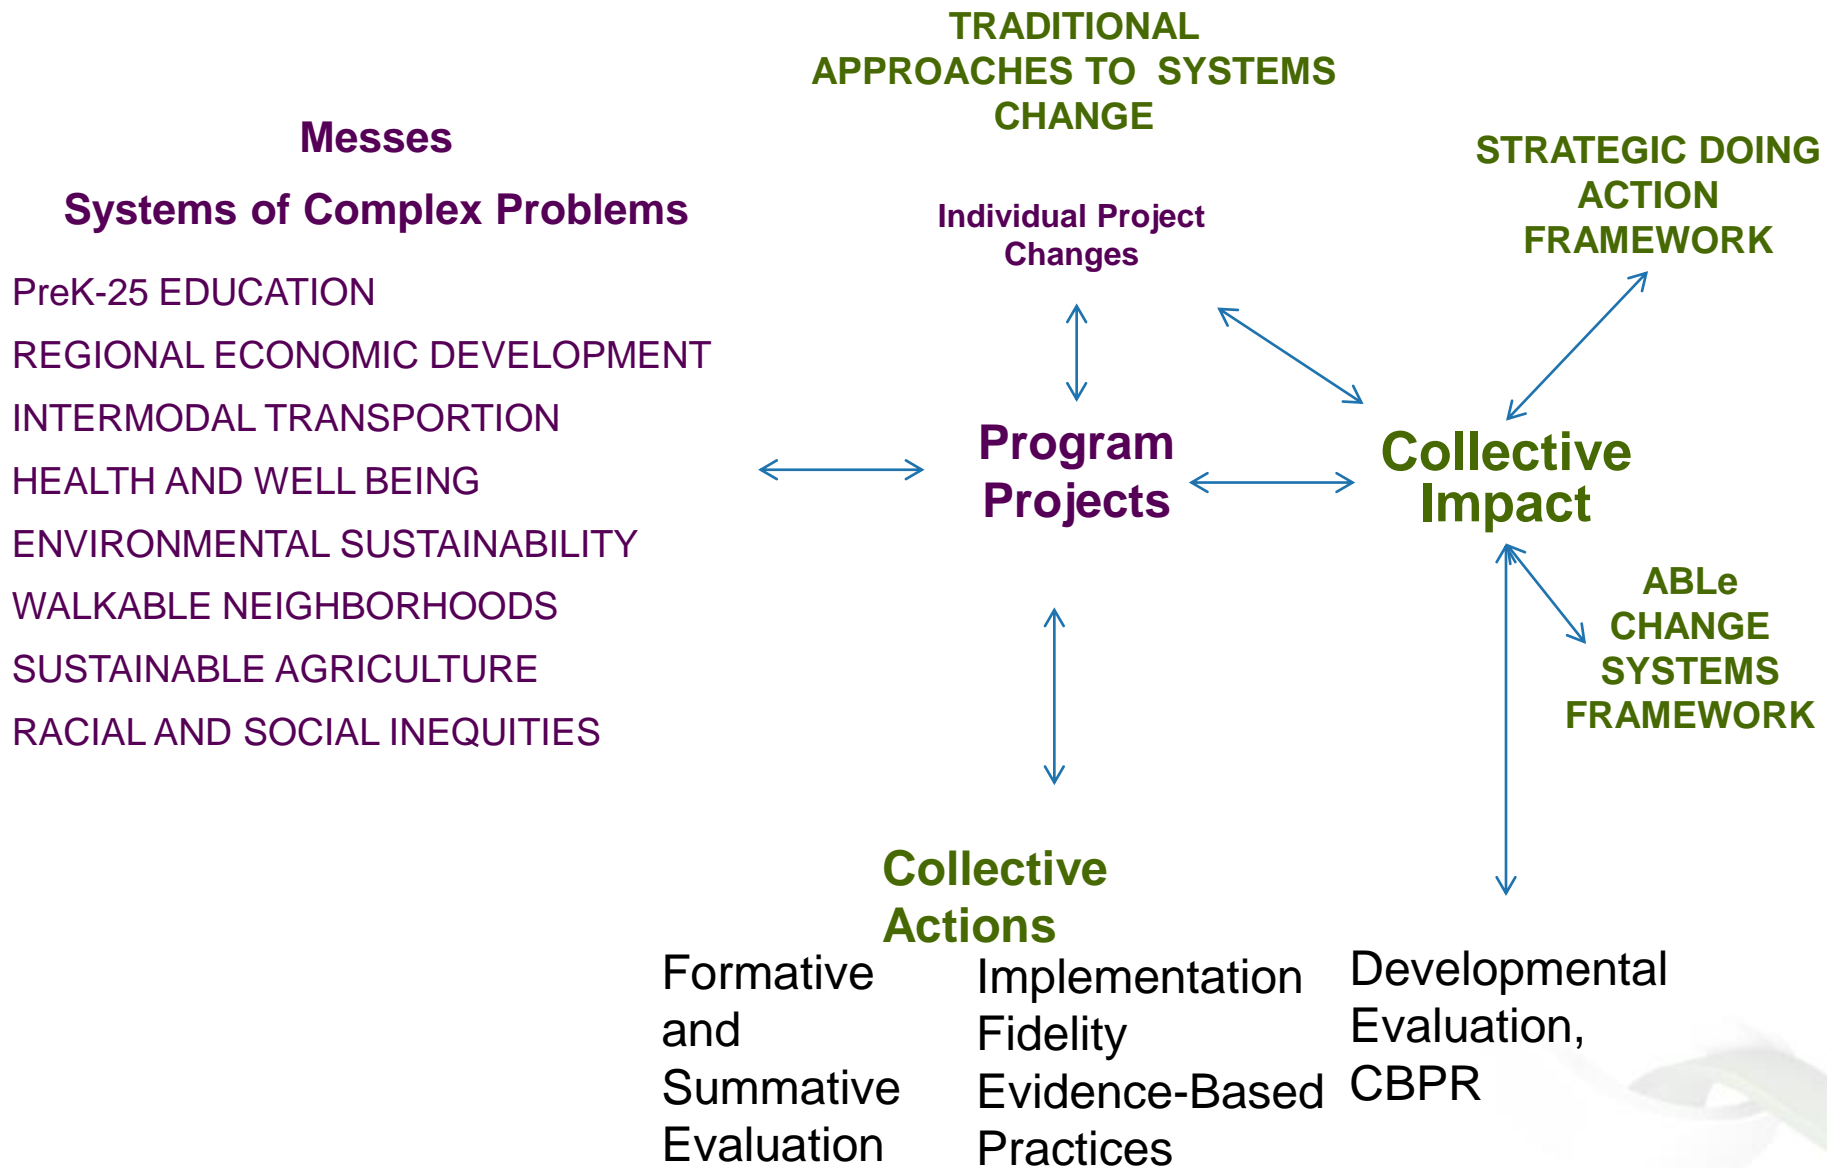 TRADITIONAL
APPROACHES TO SYSTEMS
CHANGE
Messes
Systems of Complex Problems
PreK-25 EDUCATION
REGIONAL ECONOMIC DEVELOPMENT
INTERMODAL TRANSPORTION
HEALTH AND WELL BEING
ENVIRONMENTAL SUSTAINABILITY
WALKABLE NEIGHBORHOODS
SUSTAINABLE AGRICULTURE
RACIAL AND SOCIAL INEQUITIES
Individual Project
Changes
STRATEGIC DOING
ACTION
FRAMEWORK
Program
Projects
Collective
Impact
ABLe
CHANGE
SYSTEMS
FRAMEWORK
Collective
Actions
Formative
and
Summative
Evaluation
Implementation
Fidelity
Evidence-Based
Practices
Developmental
Evaluation,
CBPR